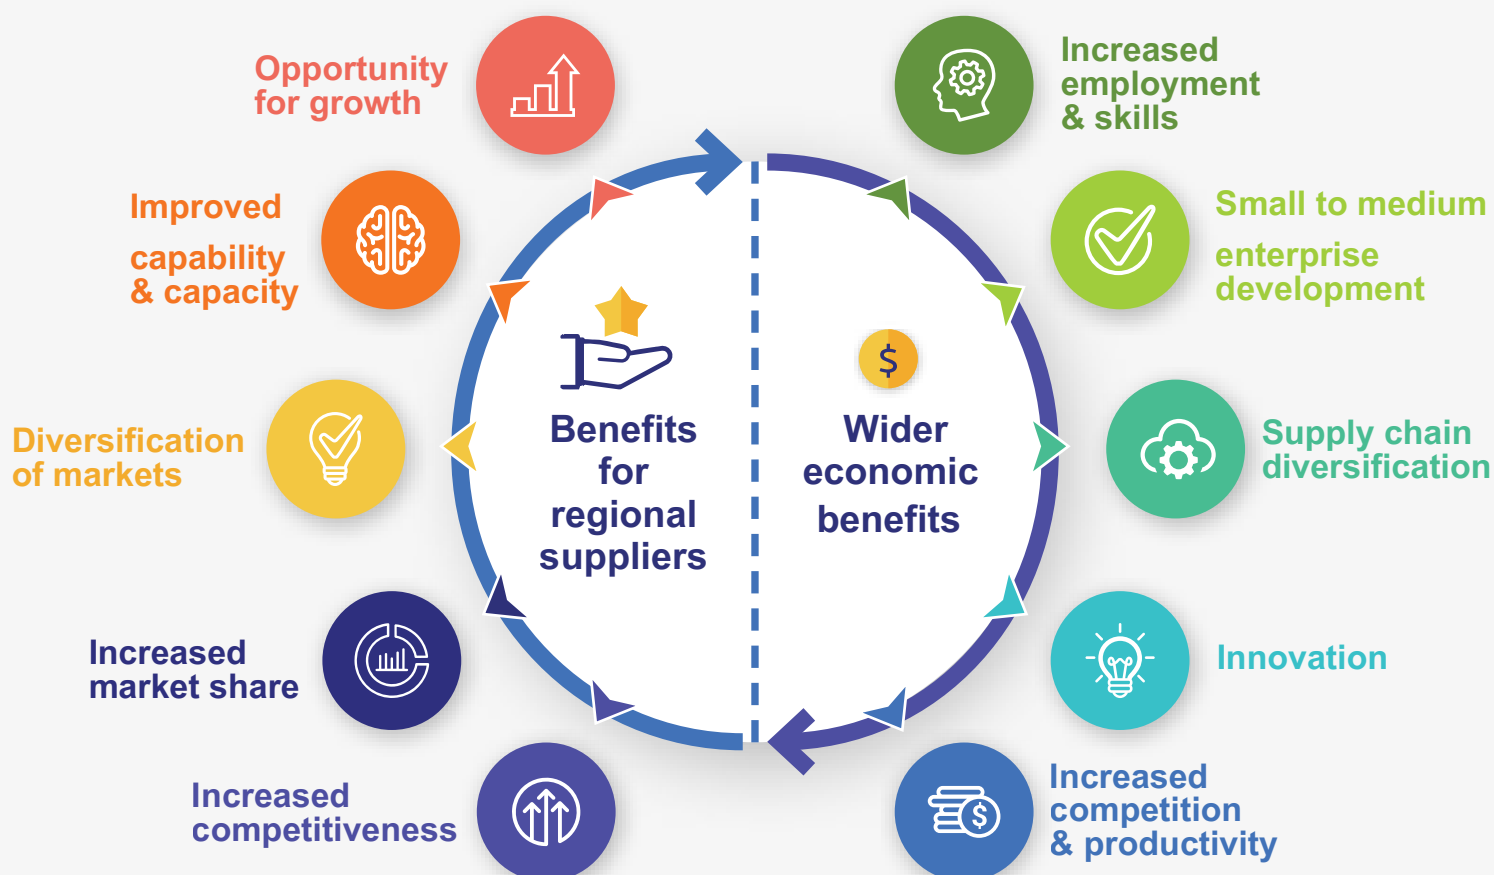 Opportunity
for growth
Improved
capability
& capacity
Diversification
of markets
Increased
market share
Increased
competitiveness
Benefits
for
regional
suppliers
$
Wider
economic
benefits
Increased
employment
& skills
Small to medium
enterprise
development
Supply chain
diversification
Innovation
$
Increased
competition
& productivity